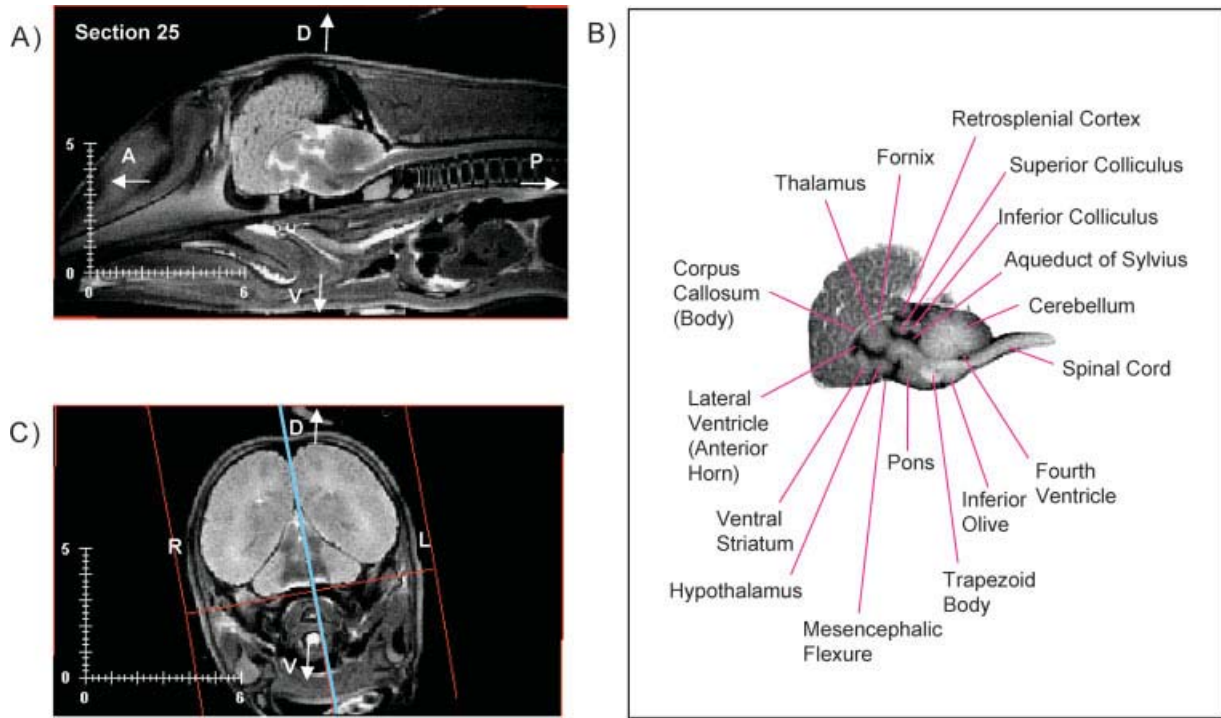 A)
Section 25
D
A
P
V
5
0
0
6
B)
Retrosplenial Cortex
Fornix
Superior Colliculus
Thalamus
Inferior Colliculus
Aqueduct of Sylvius
Corpus
Callosum
(Body)
Cerebellum
Spinal Cord
Lateral
Ventricle
(Anterior
Horn)
Pons
Fourth
Ventricle
Inferior
Olive
Ventral
Striatum
Trapezoid
Body
Hypothalamus
Mesencephalic
Flexure
C)
D
R
L
V
5
0
0
6